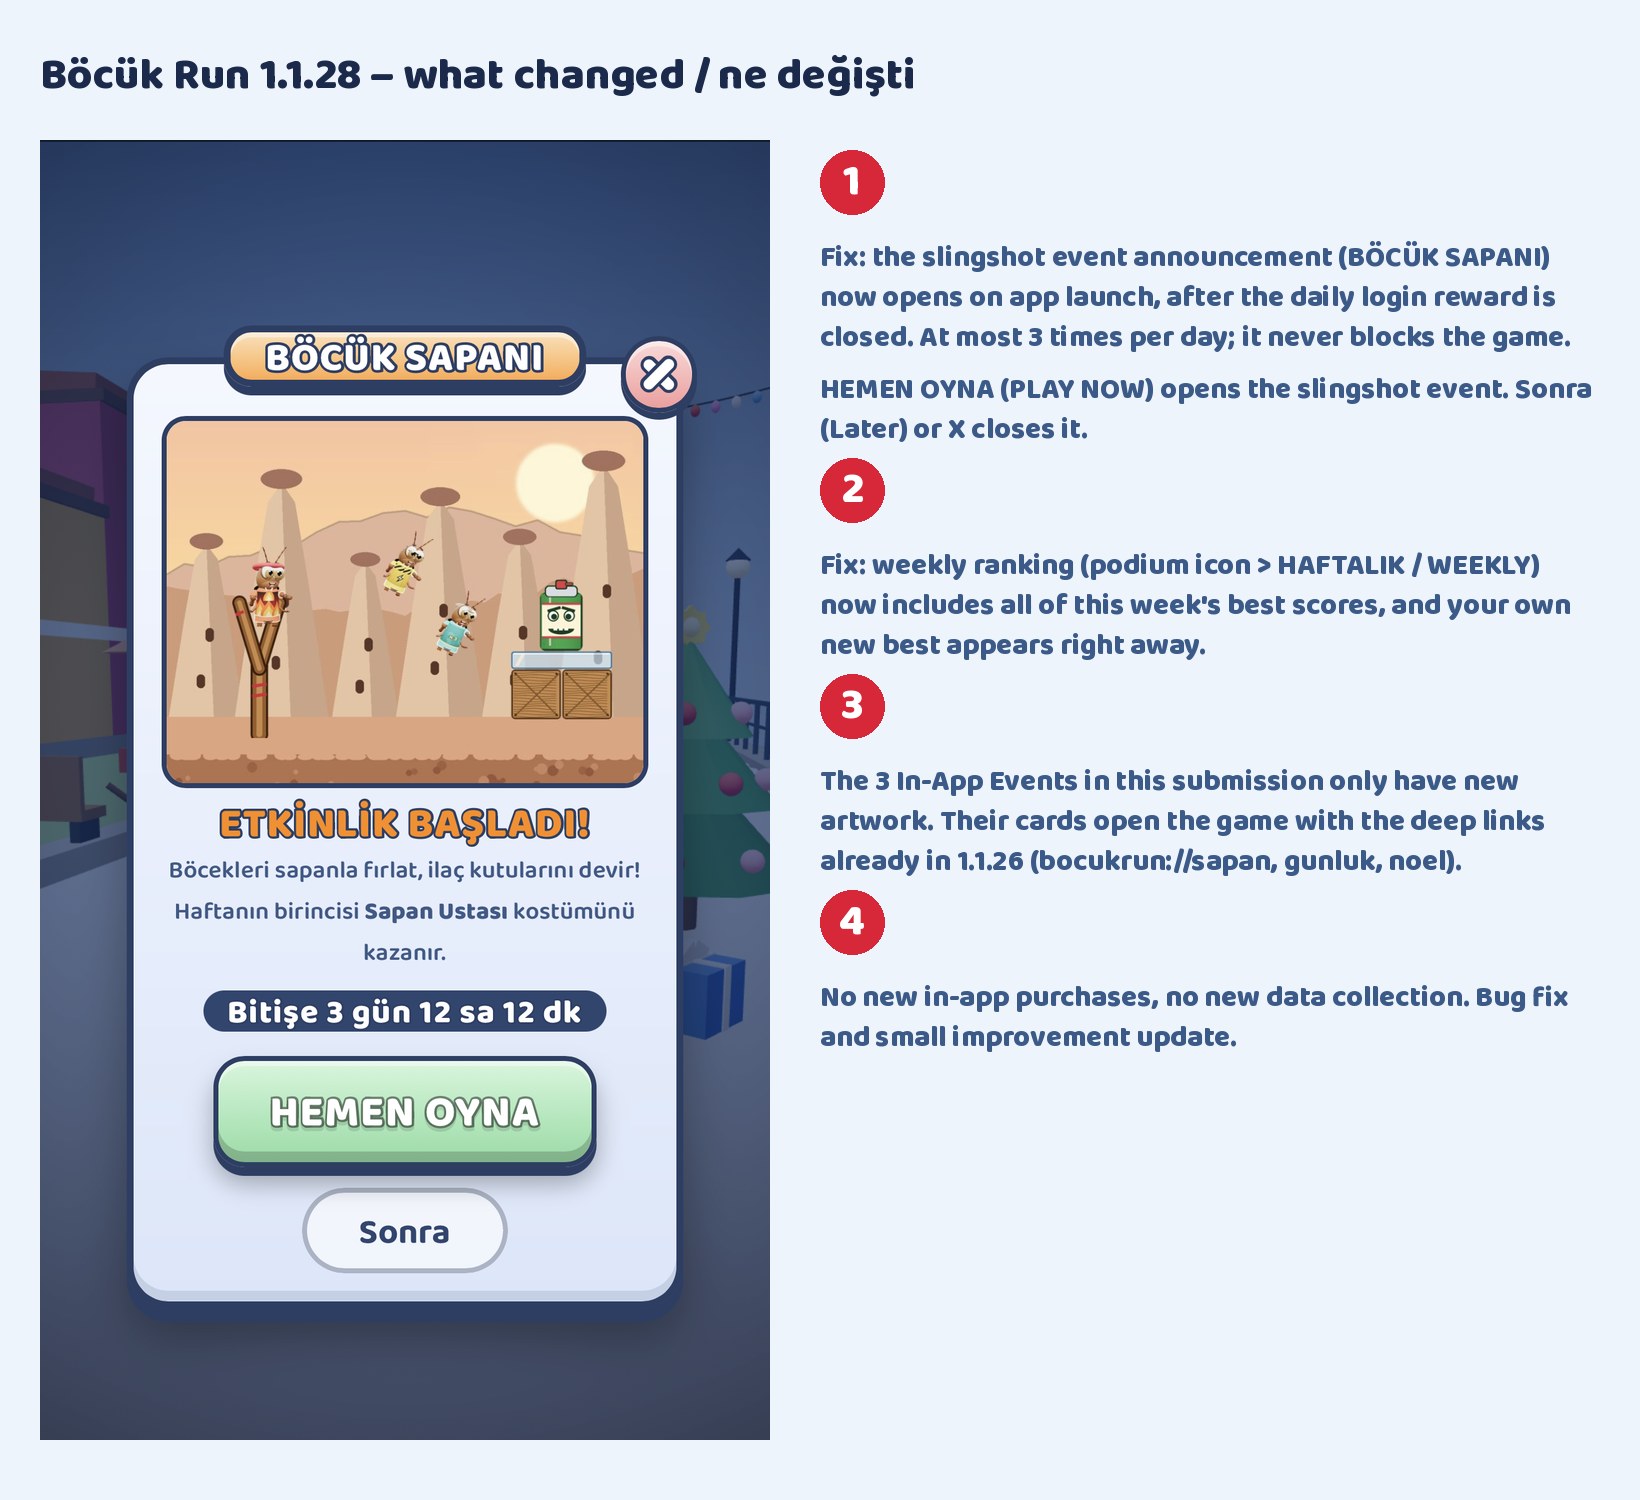 Böcük Run 1.1.28 – what changed / ne değişti
BÖCÜK SAPANI
ETKİNLİK BAŞLADI!
Böcekleri sapanla fırlat, ilaç kutularını devir!
Haftanın birincisi Sapan Ustası kostümünü
kazanır.
Bitişe 3 gün 12 sa 12 dk
HEMEN OYNA
Sonra
1
Fix: the slingshot event announcement (BÖCÜK SAPANI)
now opens on app launch, after the daily login reward is
closed. At most 3 times per day; it never blocks the game.
HEMEN OYNA (PLAY NOW) opens the slingshot event. Sonra
(Later) or X closes it.
2
Fix: weekly ranking (podium icon > HAFTALIK / WEEKLY)
now includes all of this week's best scores, and your own
new best appears right away.
3
The 3 In-App Events in this submission only have new
artwork. Their cards open the game with the deep links
already in 1.1.26 (bocukrun://sapan, gunluk, noel).
4
No new in-app purchases, no new data collection. Bug fix
and small improvement update.